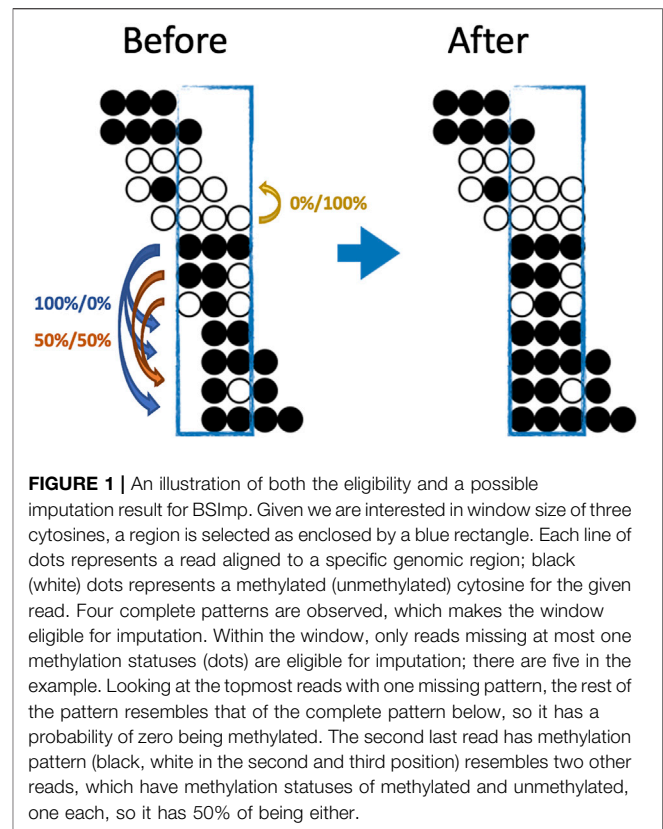 Before
After
0%/100%
100%/0%
50%/50%
FIGURE 1 | An illustration of both the eligibility and a possible
imputation result for BSImp. Given we are interested in window size of three
cytosines, a region is selected as enclosed by a blue rectangle. Each line of
dots represents a read aligned to a specific genomic region; black
(white) dots represents a methylated (unmethylated) cytosine for the given
read. Four complete patterns are observed, which makes the window
eligible for imputation. Within the window, only reads missing at most one
methylation statuses (dots) are eligible for imputation; there are five in the
example. Looking at the topmost reads with one missing pattern, the rest of
the pattern resembles that of the complete pattern below, so it has a
probability of zero being methylated. The second last read has methylation
pattern (black, white in the second and third position) resembles two other
reads, which have methylation statuses of methylated and unmethylated,
one each, so it has 50% of being either.